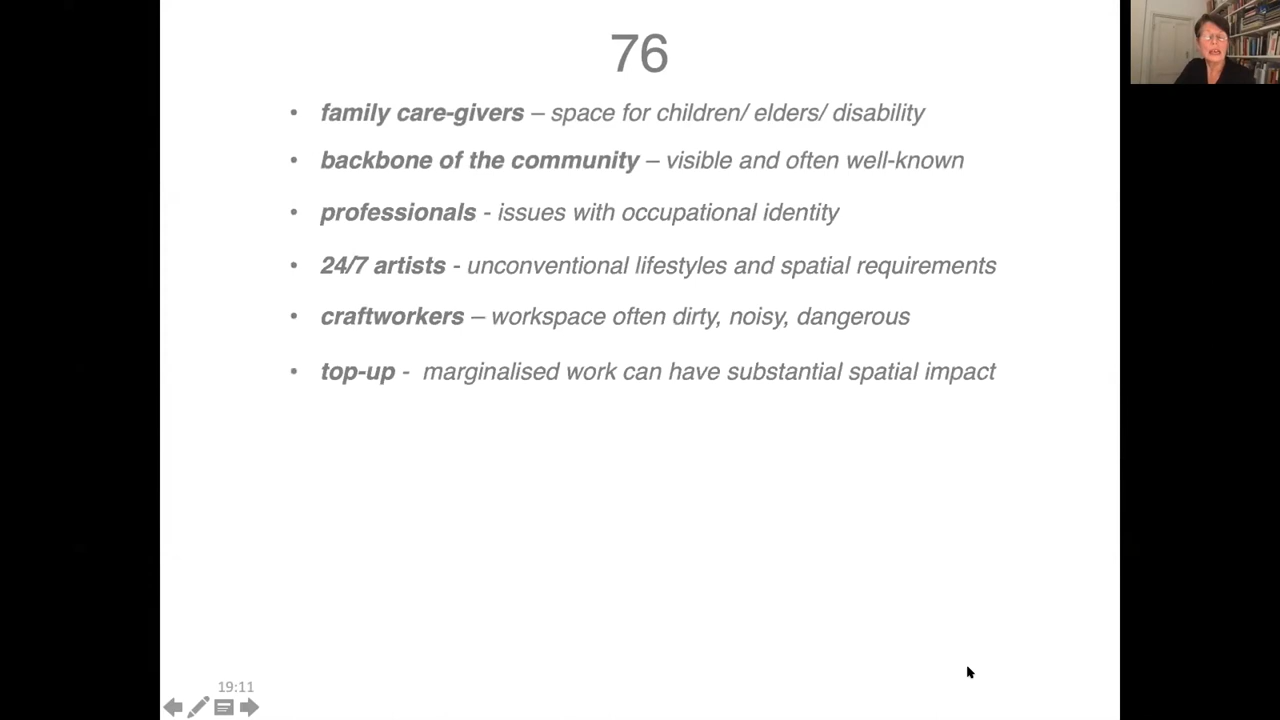 76
• family care-givers – space for children/ elders/ disability
• backbone of the community – visible and often well-known
• professionals - issues with occupational identity
• 24/7 artists - unconventional lifestyles and spatial requirements
• craftworkers – workspace often dirty, noisy, dangerous
• top-up - marginalised work can have substantial spatial impact
19:11